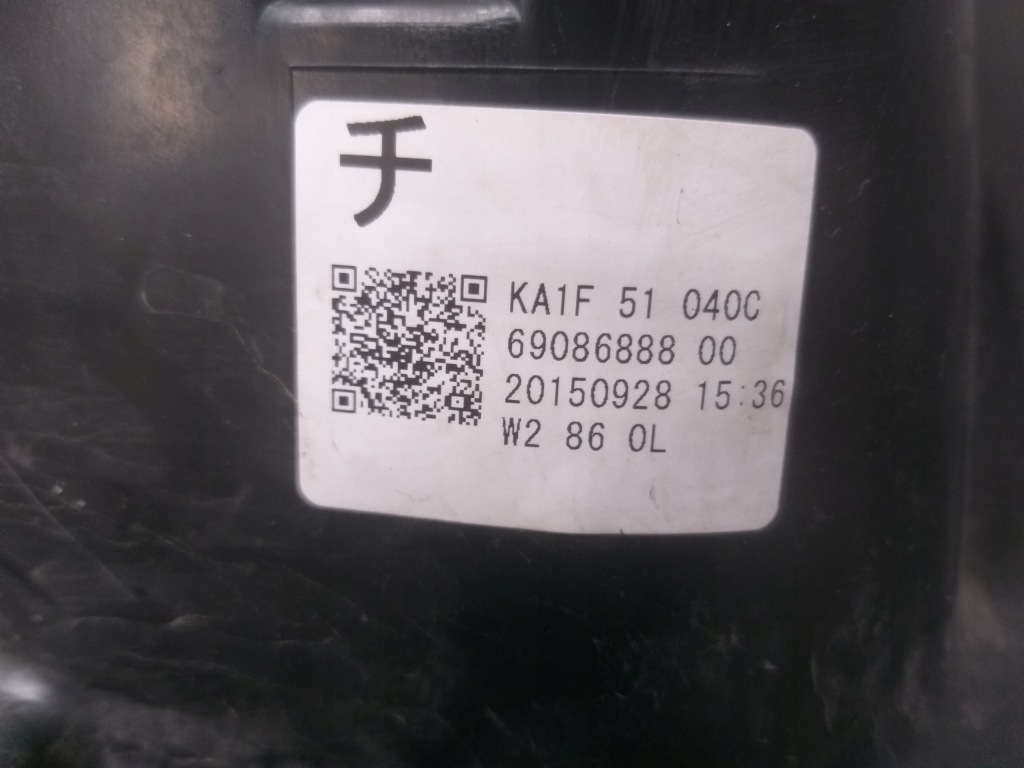 チ
KA1F 51 040C
69086888 00
20150928 15:36
W2 86 0L